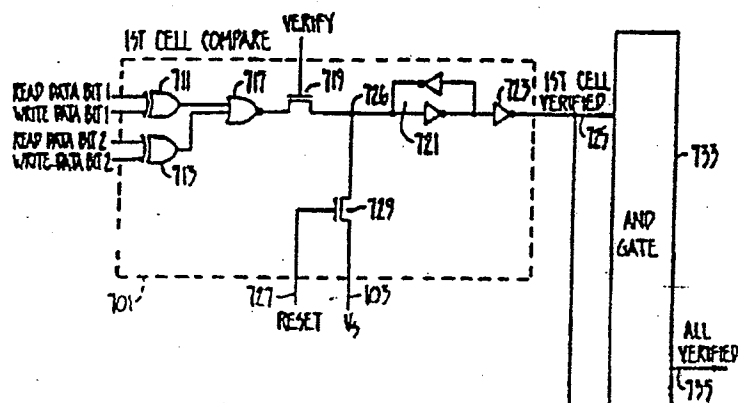 VERIFY
1ST CELL COMPARE
711
717
719
READ DATA BIT 1
WRITE DATA BIT 1
READ DATA BIT 2
WRITE DATA BIT 2
713
726
721
723
1ST CELL
VERIFIED
725
733
729
AND
GATE
701
727
103
RESET
VS
ALL
VERIFIED
735